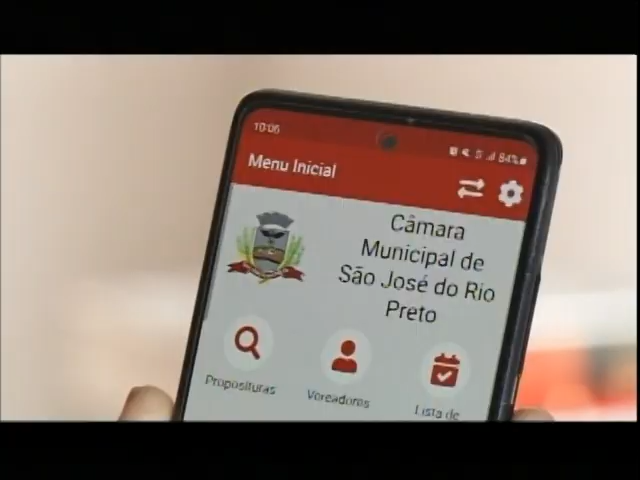 10:06
84%
Menu Inicial
Câmara
Municipal de
São José do Rio
Preto
Proposituras
Vereadores
Lista de